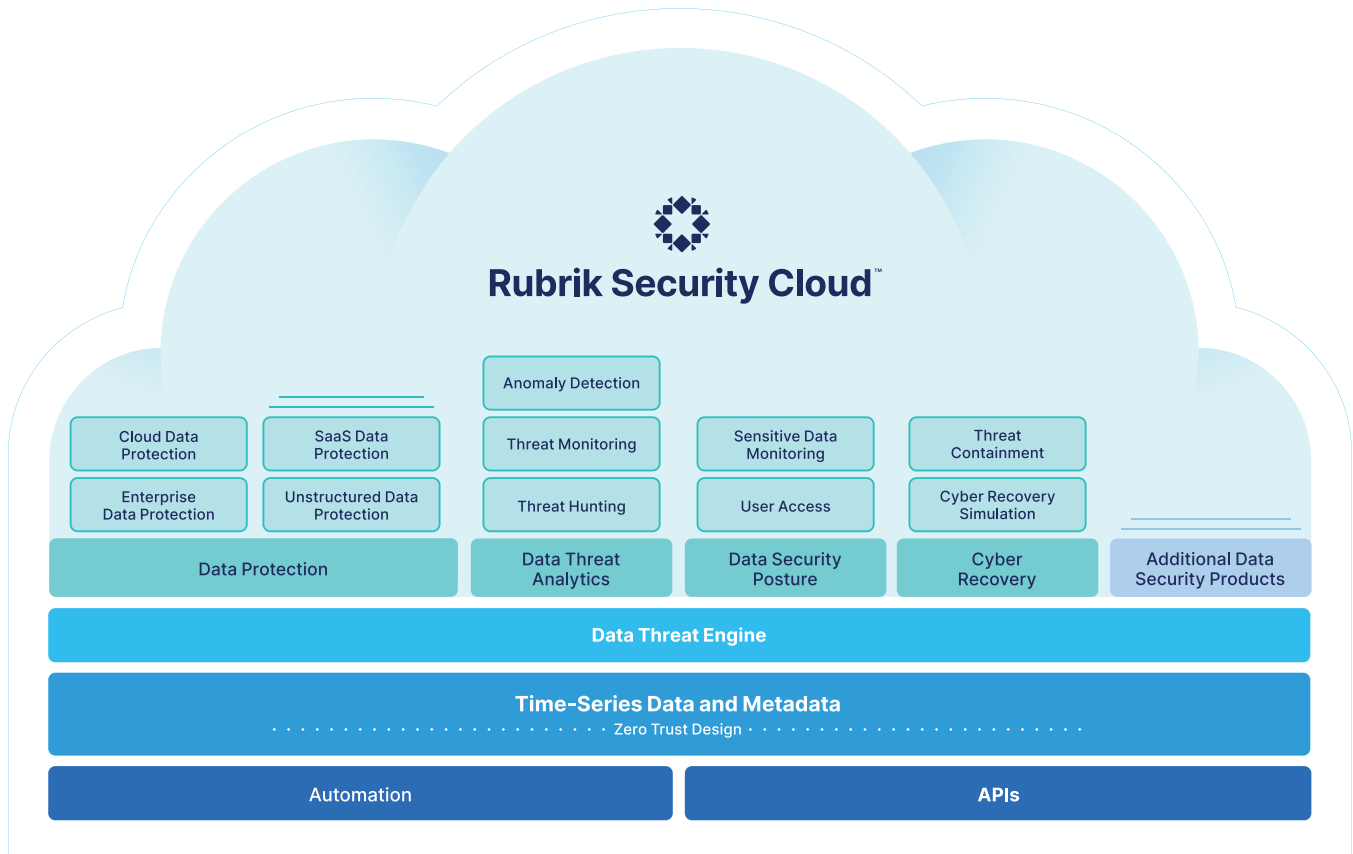 Rubrik Security Cloud™
Anomaly Detection
Cloud Data
Protection
SaaS Data
Protection
Threat Monitoring
Sensitive Data
Monitoring
Threat
Containment
Enterprise
Data Protection
Unstructured Data
Protection
Threat Hunting
User Access
Cyber Recovery
Simulation
Data Protection
Data Threat
Analytics
Data Security
Posture
Cyber
Recovery
Additional Data
Security Products
Data Threat Engine
Time-Series Data and Metadata
Zero Trust Design
Automation
APIs